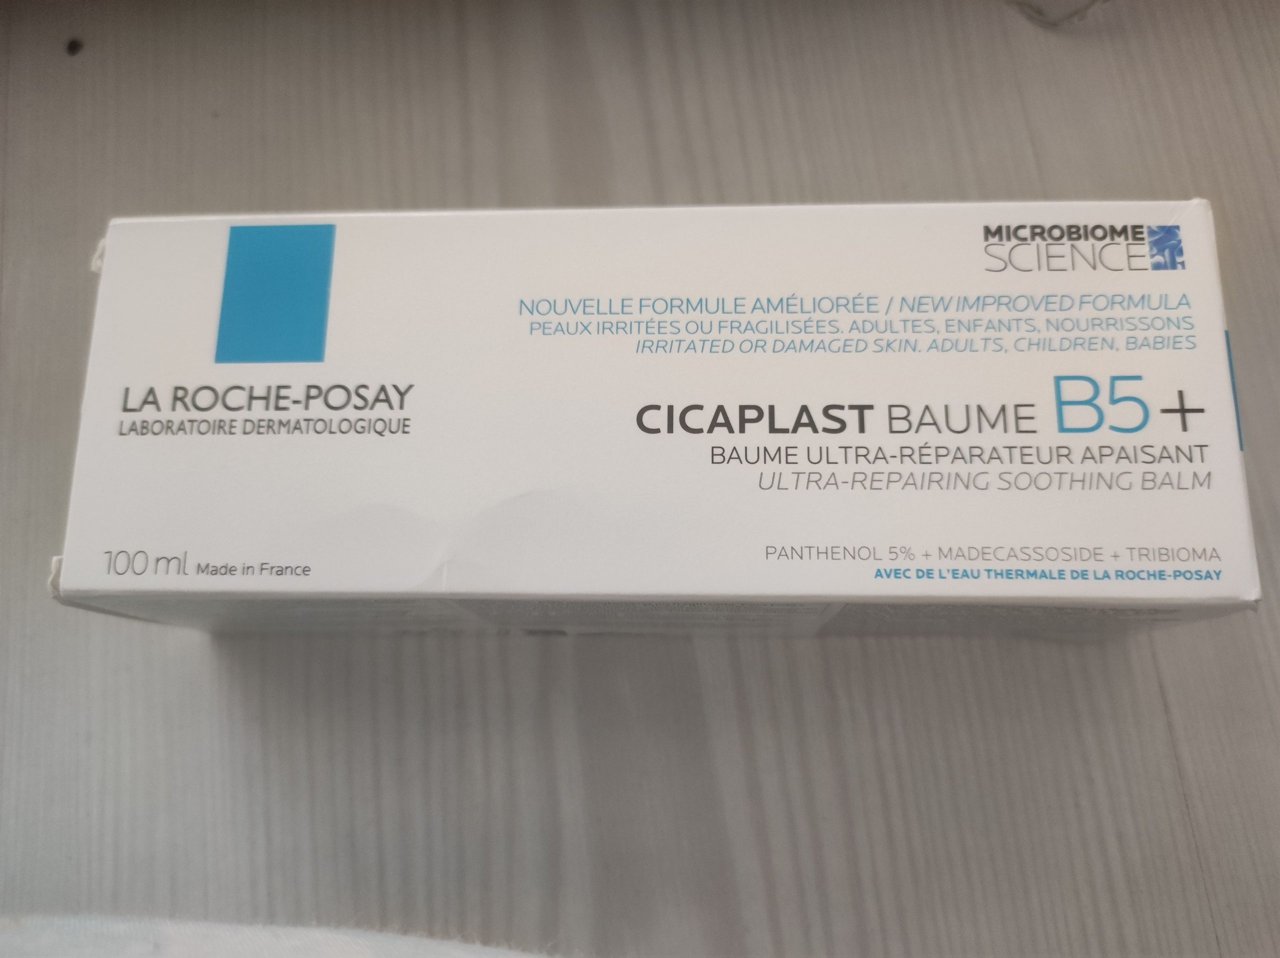 LA ROCHE-POSAY
LABORATOIRE DERMATOLOGIQUE
100 ml Made in France
MICROBIOME
SCIENCE
NOUVELLE FORMULE AMÉLIORÉE / NEW IMPROVED FORMULA
PEAUX IRRITÉES OU FRAGILISÉES. ADULTES, ENFANTS, NOURRISSONS
IRRITATED OR DAMAGED SKIN. ADULTS, CHILDREN, BABIES
CICAPLAST BAUME B5+
BAUME ULTRA-RÉPARATEUR APAISANT
ULTRA-REPAIRING SOOTHING BALM
PANTHENOL 5% + MADECASSOSIDE + TRIBIOMA
AVEC DE L'EAU THERMALE DE LA ROCHE-POSAY